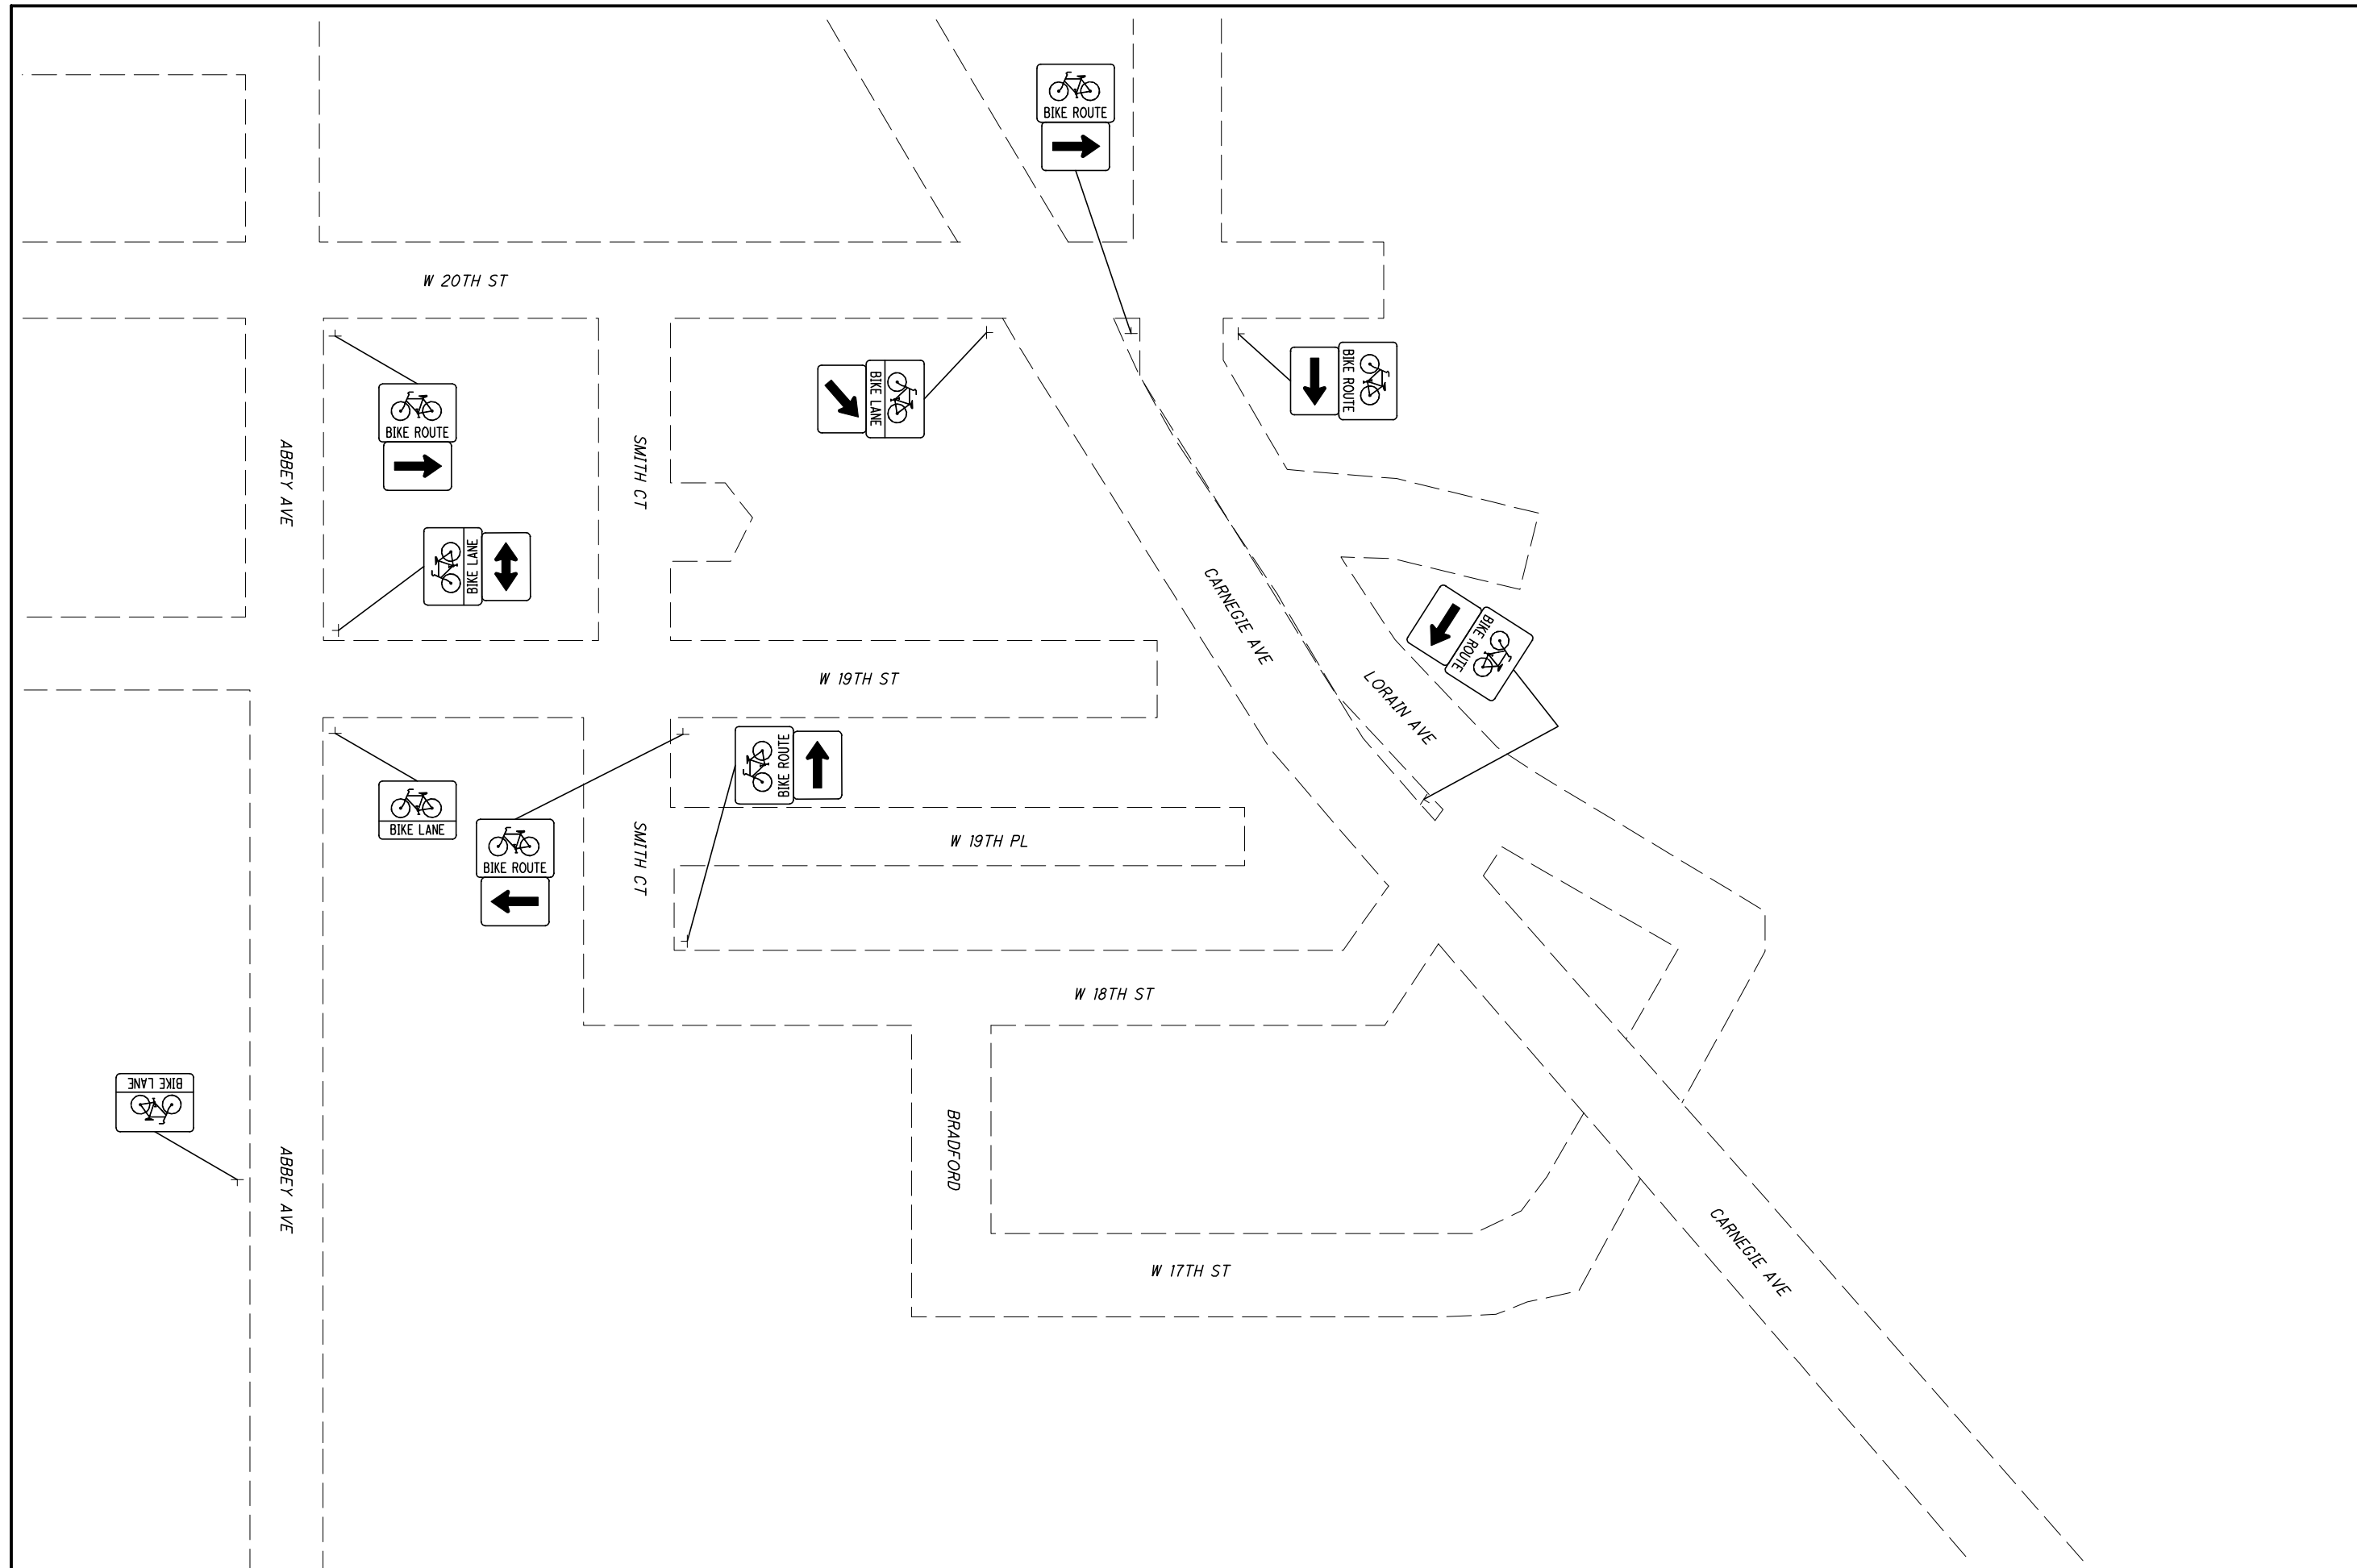 BIKE ROUTE
W 20TH ST
BIKE ROUTE
BIKE LANE
BIKE ROUTE
ABBEY AVE
SMITH CT
BIKE LANE
CARNEGIE AVE
BIKE ROUTE
LORAIN AVE
W 19TH ST
BIKE ROUTE
BIKE LANE
BIKE ROUTE
SMITH CT
W 19TH PL
W 18TH ST
BIKE LANE
BRADFORD
ABBEY AVE
W 17TH ST
CARNEGIE AVE